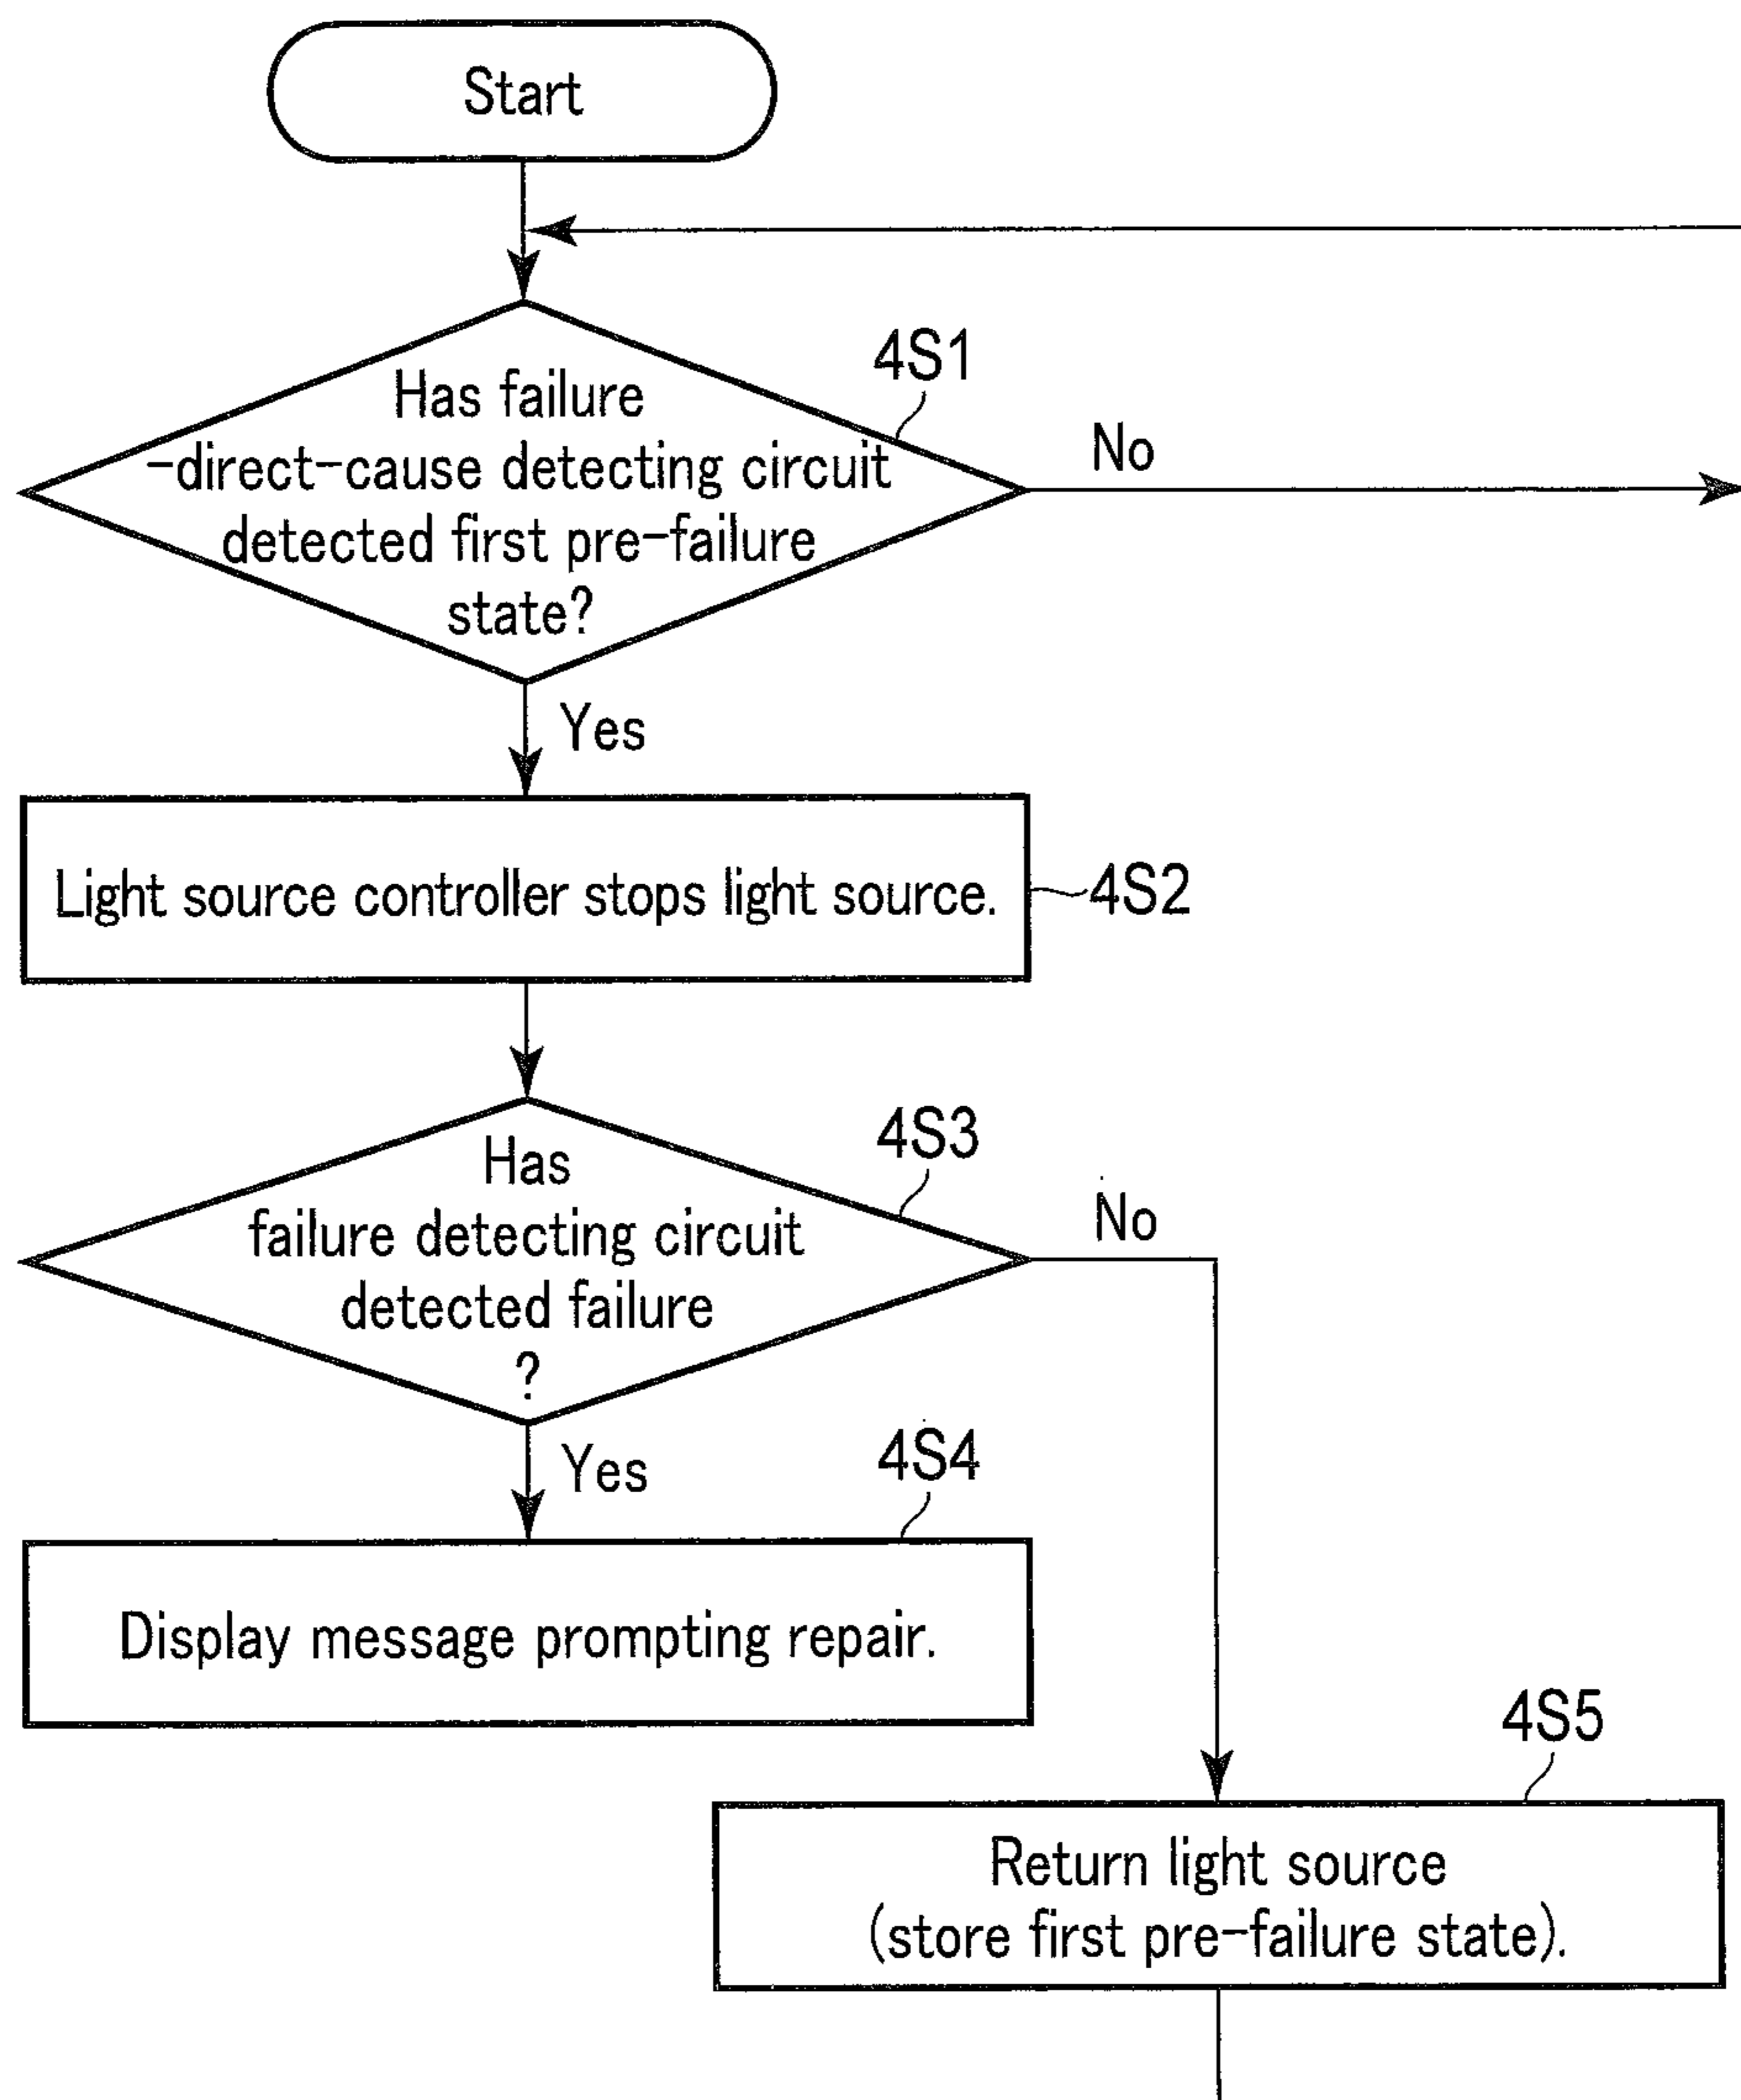 Start
4S1
Has failure
-direct-cause detecting circuit
detected first pre-failure
state?
No
Yes
Light source controller stops light source.
4S2
4S3
Has
failure detecting circuit
detected failure
?
No
Yes
4S4
Display message prompting repair.
4S5
Return light source
(store first pre-failure state).